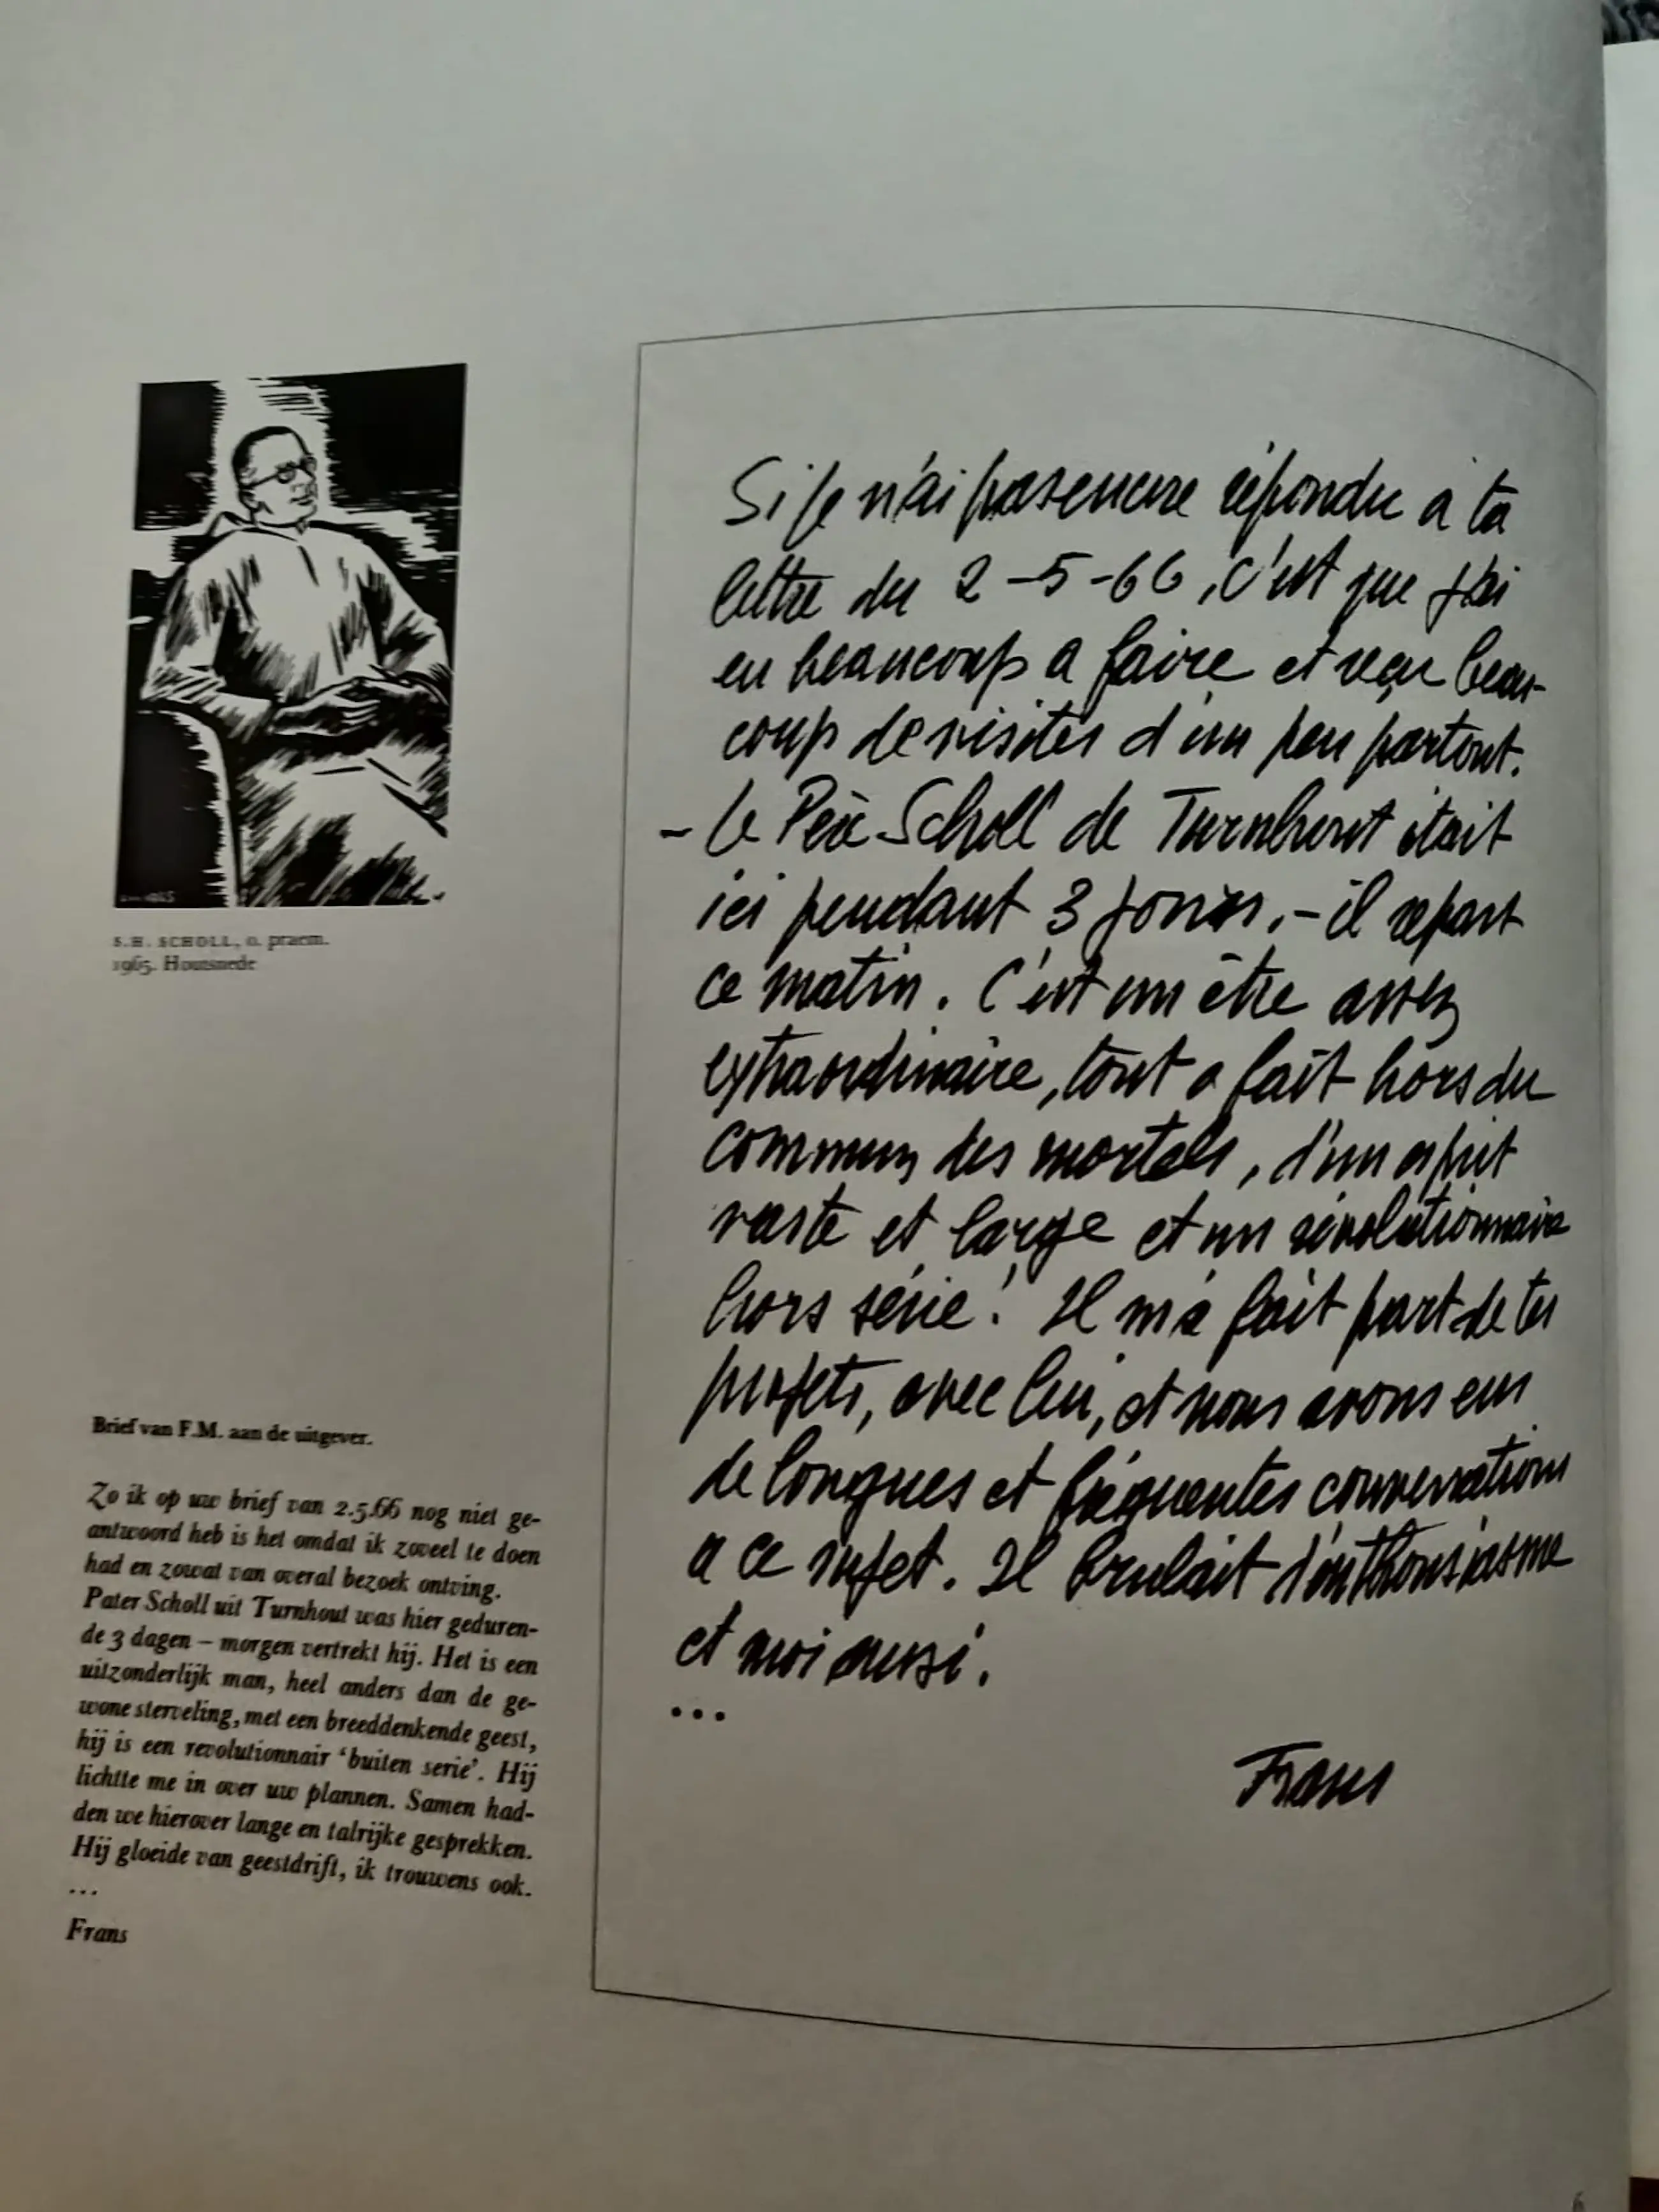 S.H. SCHOLL, o. praem.
1965. Houtsnede
Brief van F.M. aan de uitgever.
Zo ik op uw brief van 2.5.66 nog niet ge-
antwoord heb is het omdat ik zoveel te doen
had en zowat van overal bezoek ontving.
Pater Scholl uit Turnhout was hier geduren-
de 3 dagen – morgen vertrekt hij. Het is een
uitzonderlijk man, heel anders dan de ge-
wone sterveling, met een breeddenkende geest,
hij is een revolutionnair ‘buiten serie’. Hij
lichtte me in over uw plannen. Samen had-
den we hierover lange en talrijke gesprekken.
Hij gloeide van geestdrift, ik trouwens ook.
...
Frans
Si je n'ai pas encore répondu a ta
lettre du 2-5-66, c'est que j'ai
eu beaucoup a faire et reçu beau-
coup de visites d'un peu partout.
- Le Père Scholl de Turnhout était
ici pendant 3 jours. - il repart
ce matin. C'est un être assez
extraordinaire, tout a fait hors du
commun des mortels, d'un esprit
vaste et large et un révolutionnaire
hors série! Il m'a fait part de tes
projets, avec lui, et nous avons eus
de longues et fréquentes conversations
a ce sujet. Il brulait d'enthousiasme
et moi aussi.
...
Frans